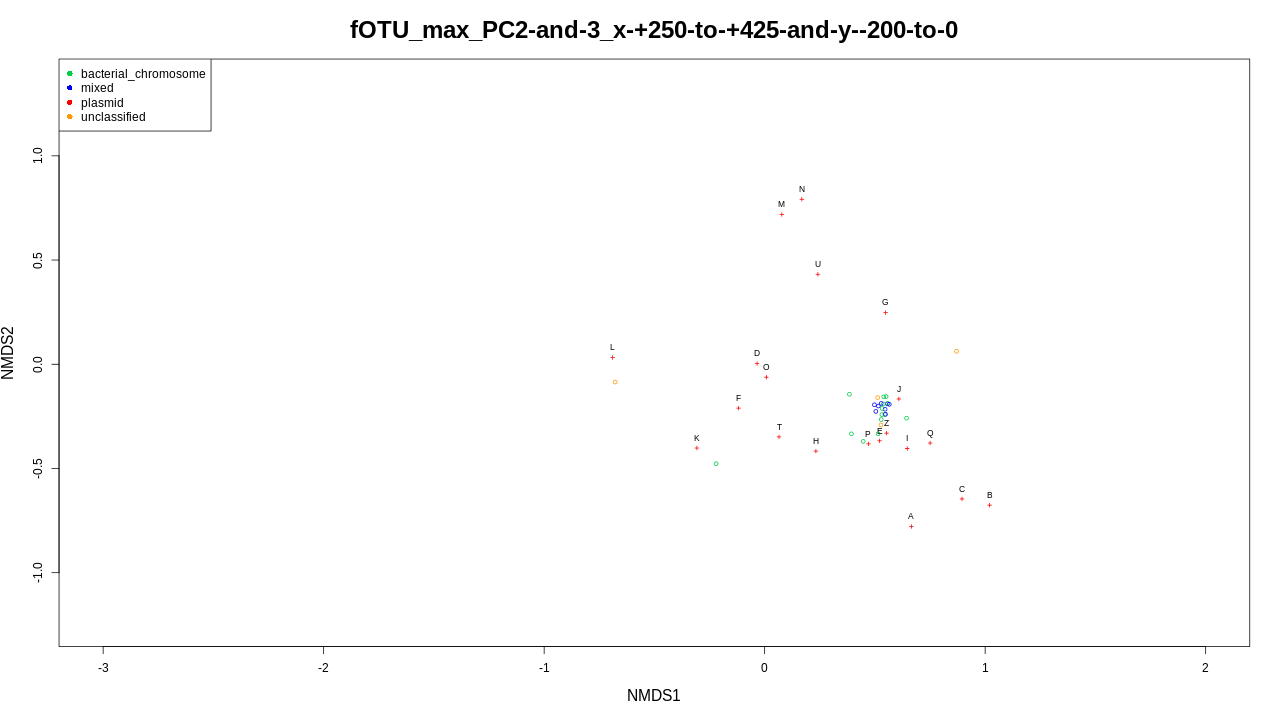 fOTU_max_PC2-and-3_x-+250-to-+425-and-y--200-to-0
bacterial_chromosome
mixed
plasmid
unclassified
N
M
U
G
L
D
O
J
F
Z
T
P
E
K
H
I
Q
C
B
A
1.0
0.5
0.0
-0.5
-1.0
NMDS2
-3
-2
-1
0
1
2
NMDS1